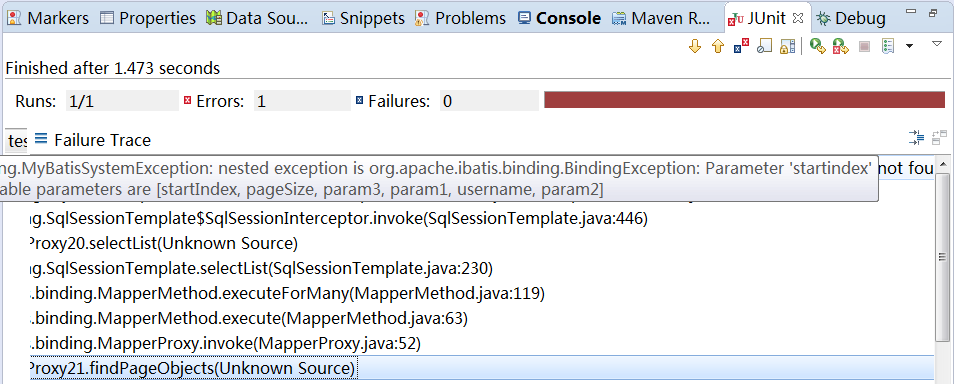 Markers Properties Data Sou... Snippets Problems Console Maven R... JU JUnit Debug
Finished after 1.473 seconds
Runs: 1/1 Errors: 1 Failures: 0
tes Failure Trace
ng.MyBatisSystemException: nested exception is org.apache.ibatis.binding.BindingException: Parameter 'startindex' not fou
able parameters are [startIndex, pageSize, param3, param1, username, param2]
ng.SqlSessionTemplate$SqlSessionInterceptor.invoke(SqlSessionTemplate.java:446)
Proxy20.selectList(Unknown Source)
ng.SqlSessionTemplate.selectList(SqlSessionTemplate.java:230)
.binding.MapperMethod.executeForMany(MapperMethod.java:119)
.binding.MapperMethod.execute(MapperMethod.java:63)
.binding.MapperProxy.invoke(MapperProxy.java:52)
Proxy21.findPageObjects(Unknown Source)